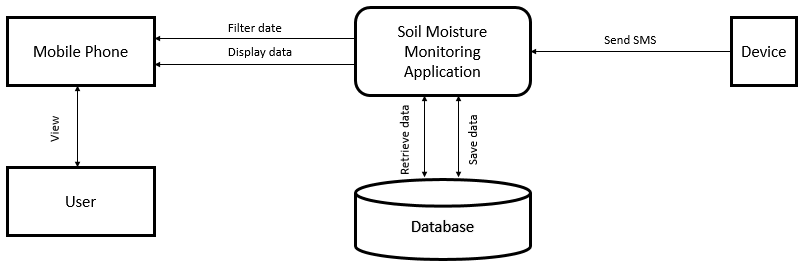 Filter date
Mobile Phone
Display data
Soil Moisture
Monitoring
Application
Send SMS
Device
View
Retrieve data
Save data
User
Database